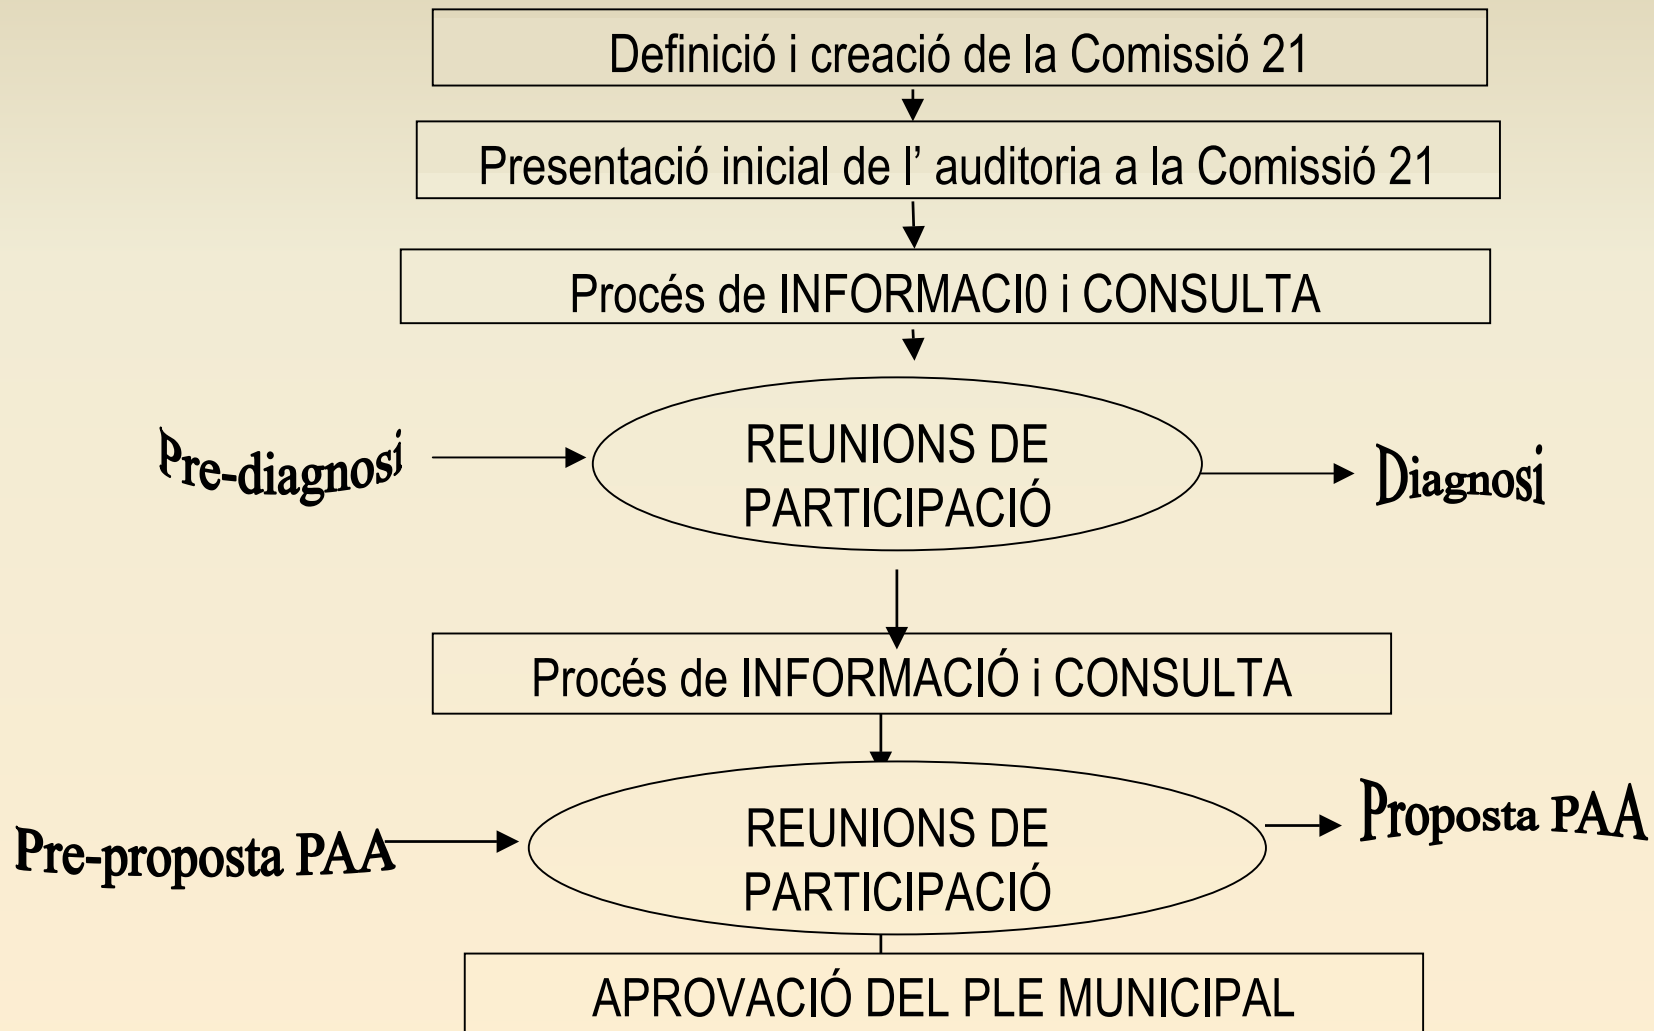 Definició i creació de la Comissió 21
Presentació inicial de l’ auditoria a la Comissió 21
Procés de INFORMACI0 i CONSULTA
Pre-diagnosi
REUNIONS DE
PARTICIPACIÓ
Diagnosi
Procés de INFORMACIÓ i CONSULTA
Pre-proposta PAA
REUNIONS DE
PARTICIPACIÓ
Proposta PAA
APROVACIÓ DEL PLE MUNICIPAL